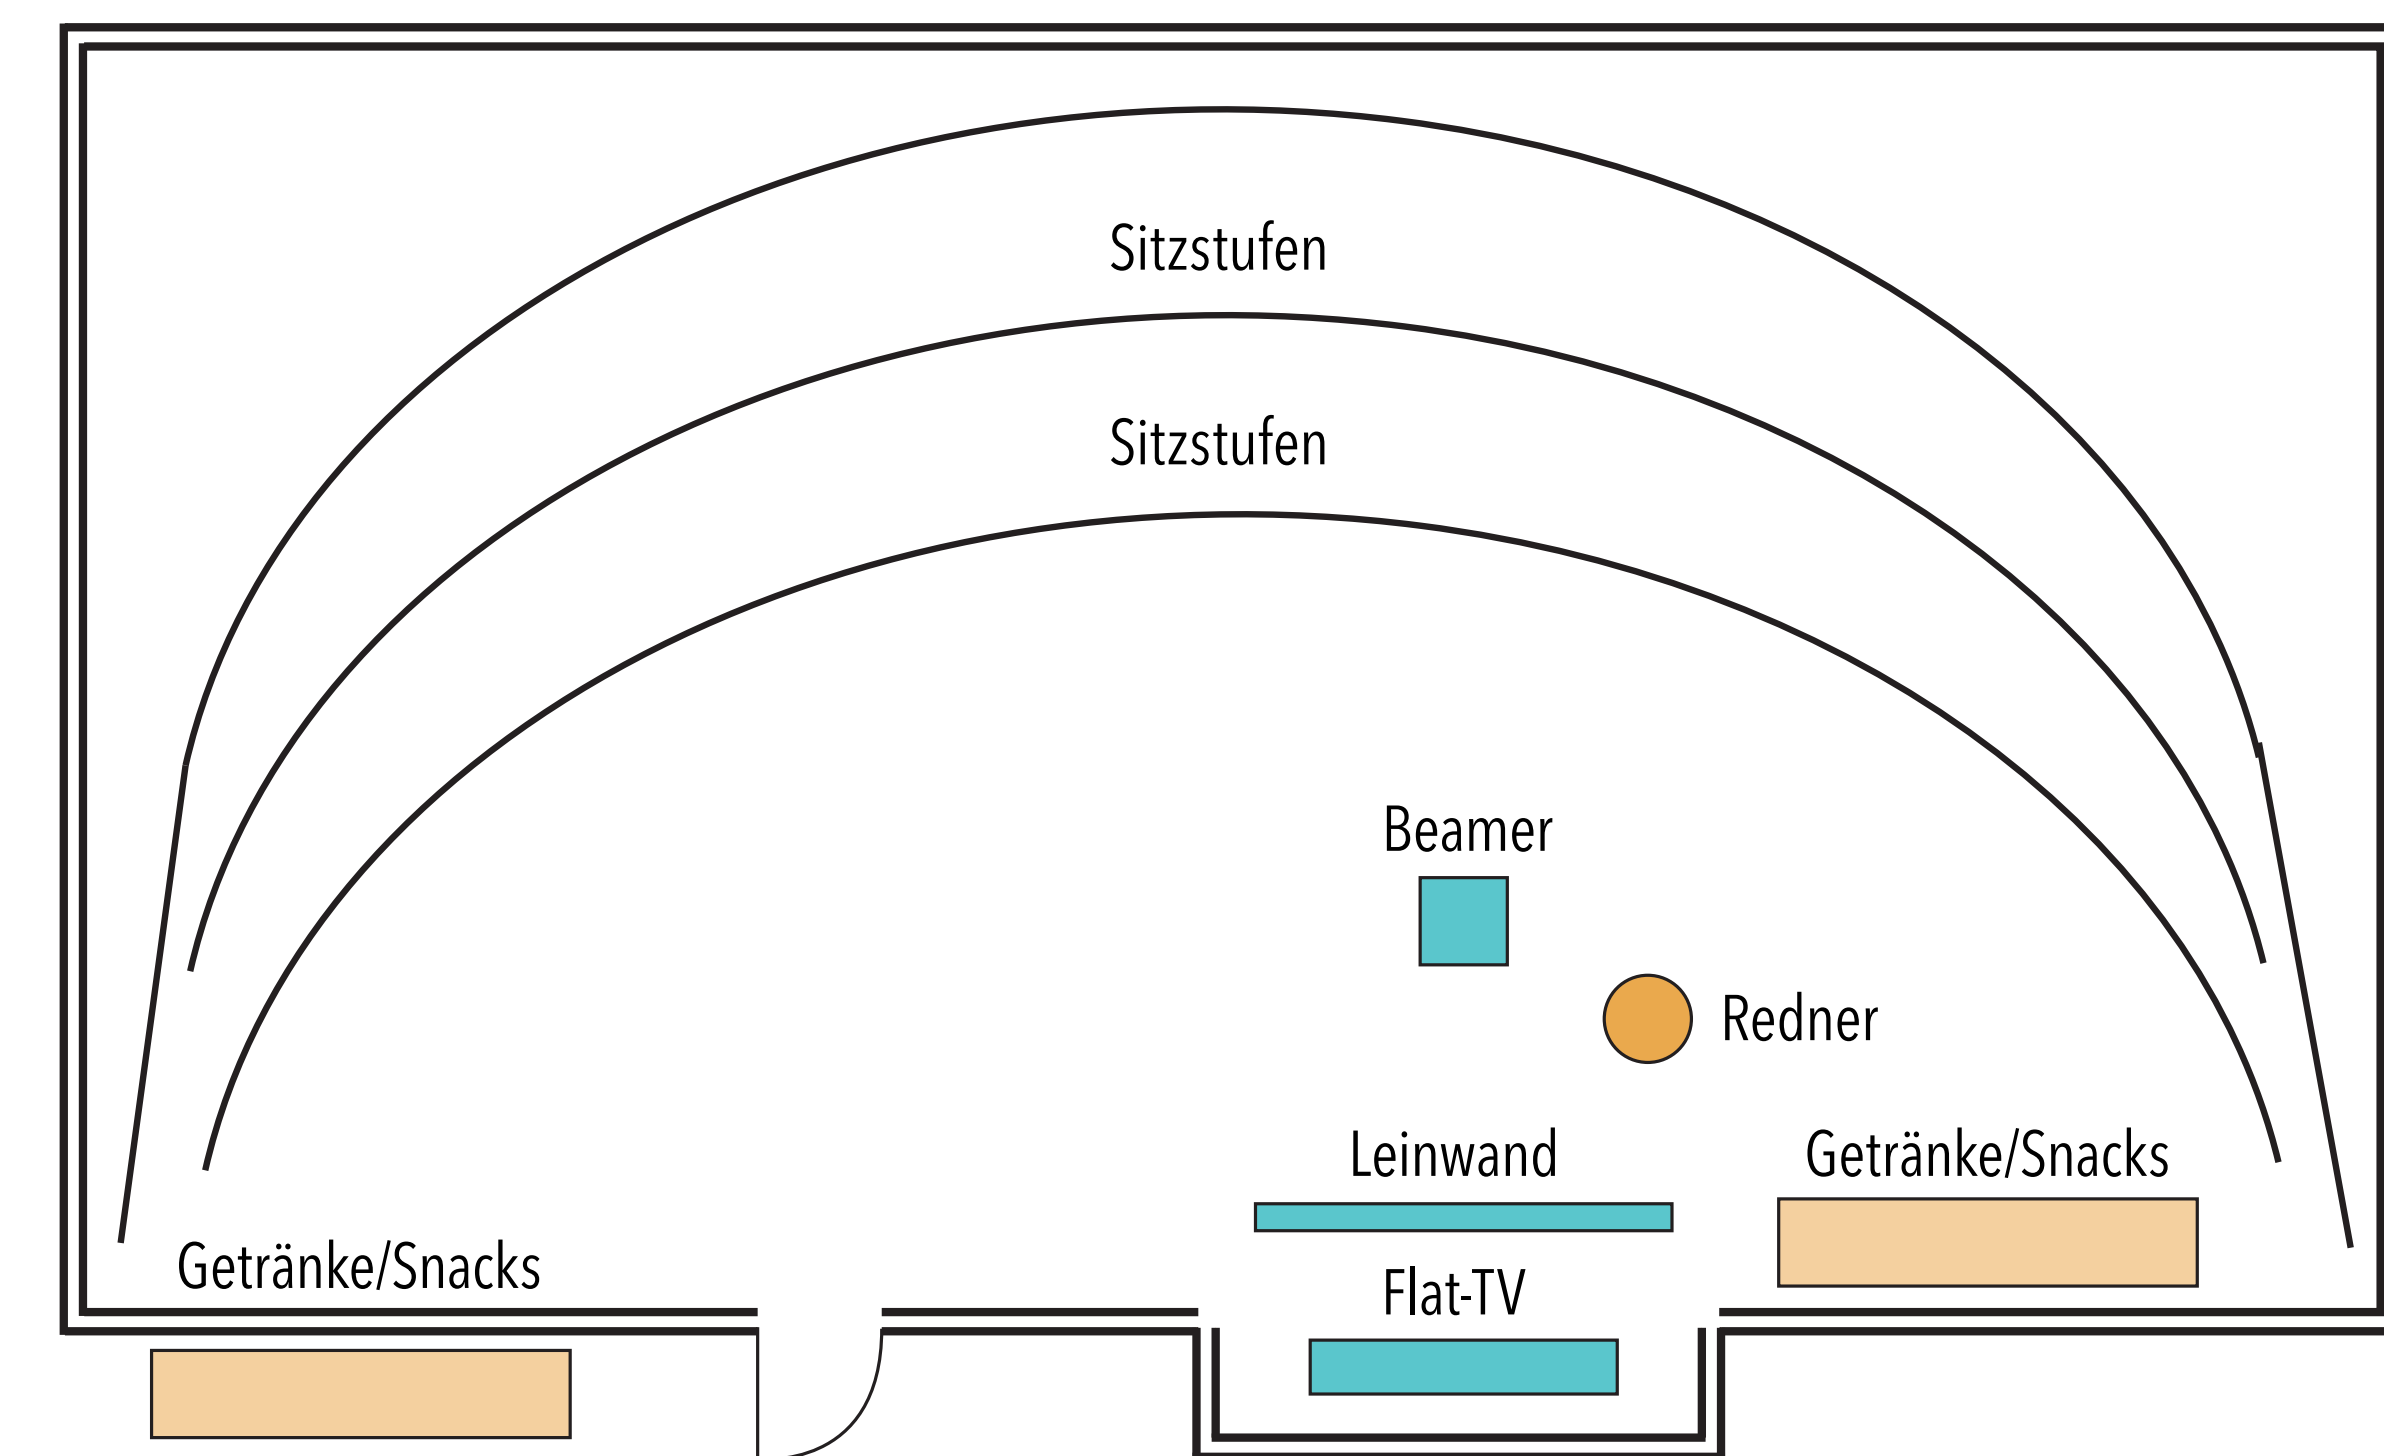 Sitzstufen
Sitzstufen
Beamer
Redner
Leinwand
Getränke/Snacks
Getränke/Snacks
Flat-TV